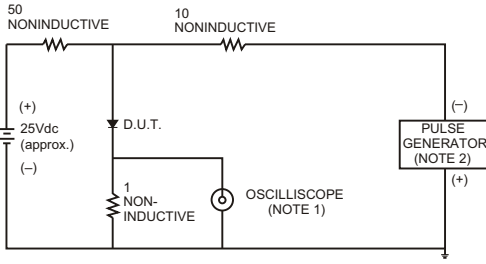 50
NONINDUCTIVE
10
NONINDUCTIVE
(+)
25Vdc
(approx.)
(–)
D.U.T.
1
NON-
INDUCTIVE
OSCILLISCOPE
(NOTE 1)
(–)
PULSE
GENERATOR
(NOTE 2)
(+)